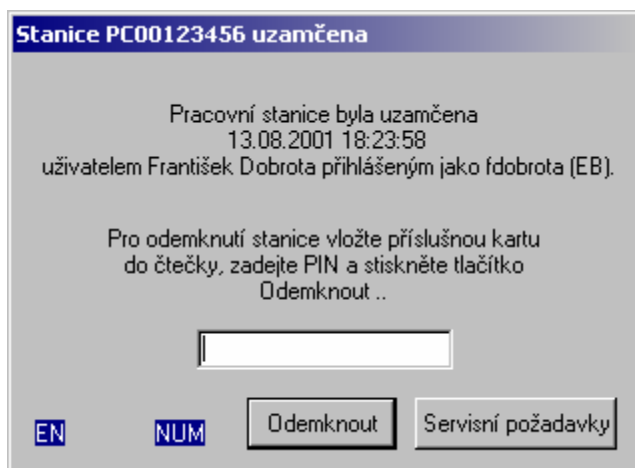 Stanice PC00123456 uzamčena
Pracovní stanice byla uzamčena
13.08.2001 18:23:58
uživatelem František Dobrota přihlášeným jako fdobrota (EB).
Pro odemknutí stanice vložte příslušnou kartu
do čtečky, zadejte PIN a stiskněte tlačítko
Odemknout ..
EN NUM Odemknout Servisní požadavky